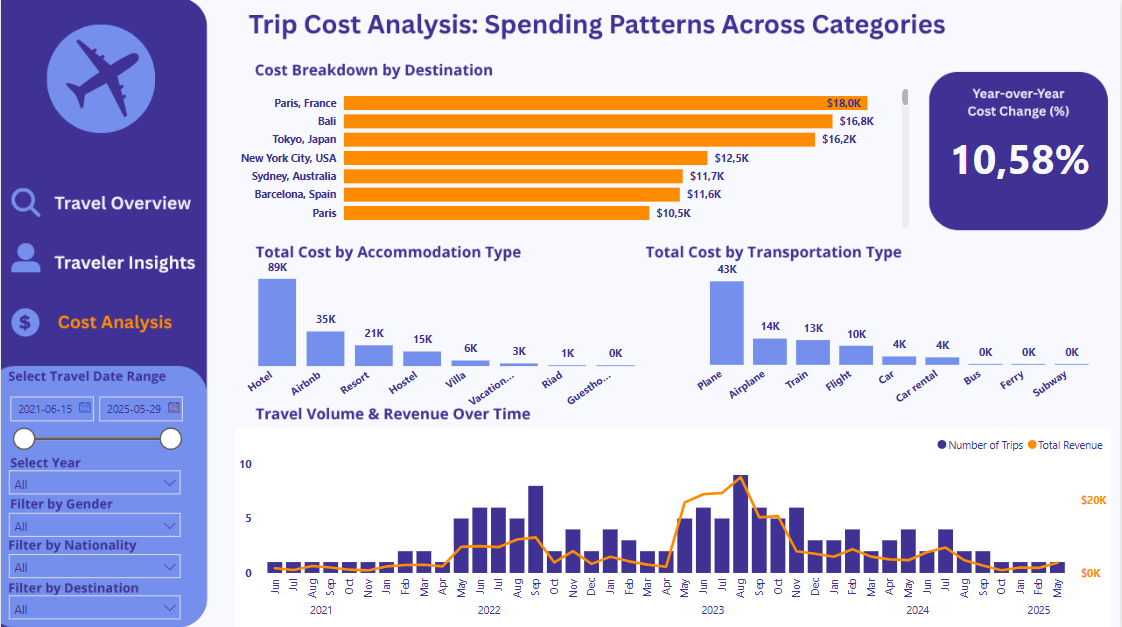 Trip Cost Analysis: Spending Patterns Across Categories
Travel Overview
Traveler Insights
$
Cost Analysis
Select Travel Date Range
2021-06-15 2025-05-29
Select Year
All
Filter by Gender
All
Filter by Nationality
All
Filter by Destination
All
Cost Breakdown by Destination
Paris, France $18,0K
Bali $16,8K
Tokyo, Japan $16,2K
New York City, USA $12,5K
Sydney, Australia $11,7K
Barcelona, Spain $11,6K
Paris $10,5K
Year-over-Year
Cost Change (%)
10,58%
Total Cost by Accommodation Type
89K 35K 21K 15K 6K 3K 1K 0K
Hotel Airbnb Resort Hostel Villa Vacation... Riad Guestho...
Total Cost by Transportation Type
43K 14K 13K 10K 4K 4K 0K 0K 0K
Plane Airplane Train Flight Car Car rental Bus Ferry Subway
Travel Volume & Revenue Over Time
Number of Trips Total Revenue
10
5
0
$20K
$0K
Jun Jul Aug Sep Oct Nov Jan Feb Mar Apr May Jun Jul Aug Sep Oct Nov Dec Jan Feb Mar Apr May Jun Jul Aug Sep Oct Nov Dec Jan Feb Mar Apr May Jun Jul Aug Sep Oct Jan Feb May
2021 2022 2023 2024 2025